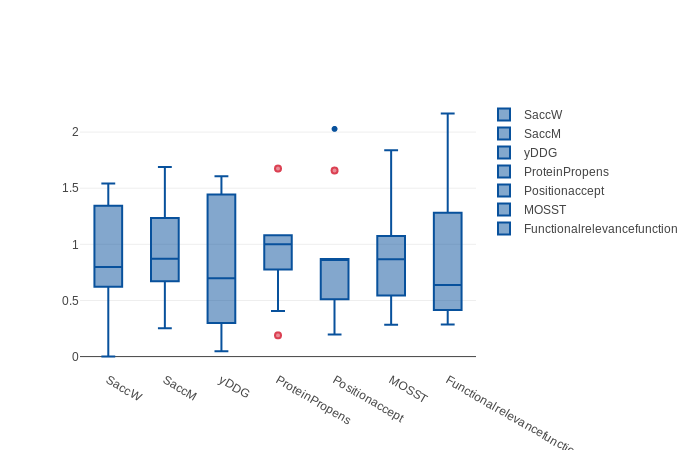 2
1.5
1
0.5
0
SaccW
SaccM
yDDG
ProteinPropens
Positionaccept
MOSST
Functionalrelevancefunctio
SaccW
SaccM
yDDG
ProteinPropens
Positionaccept
MOSST
Functionalrelevancefunction